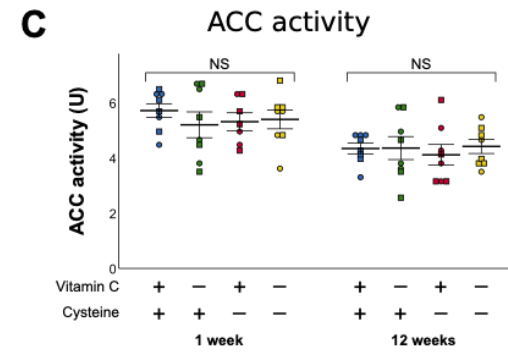 C
ACC activity
NS NS
ACC activity (U)
6
4
2
0
Vitamin C + − + − + − + −
Cysteine + + − − + + − −
1 week 12 weeks